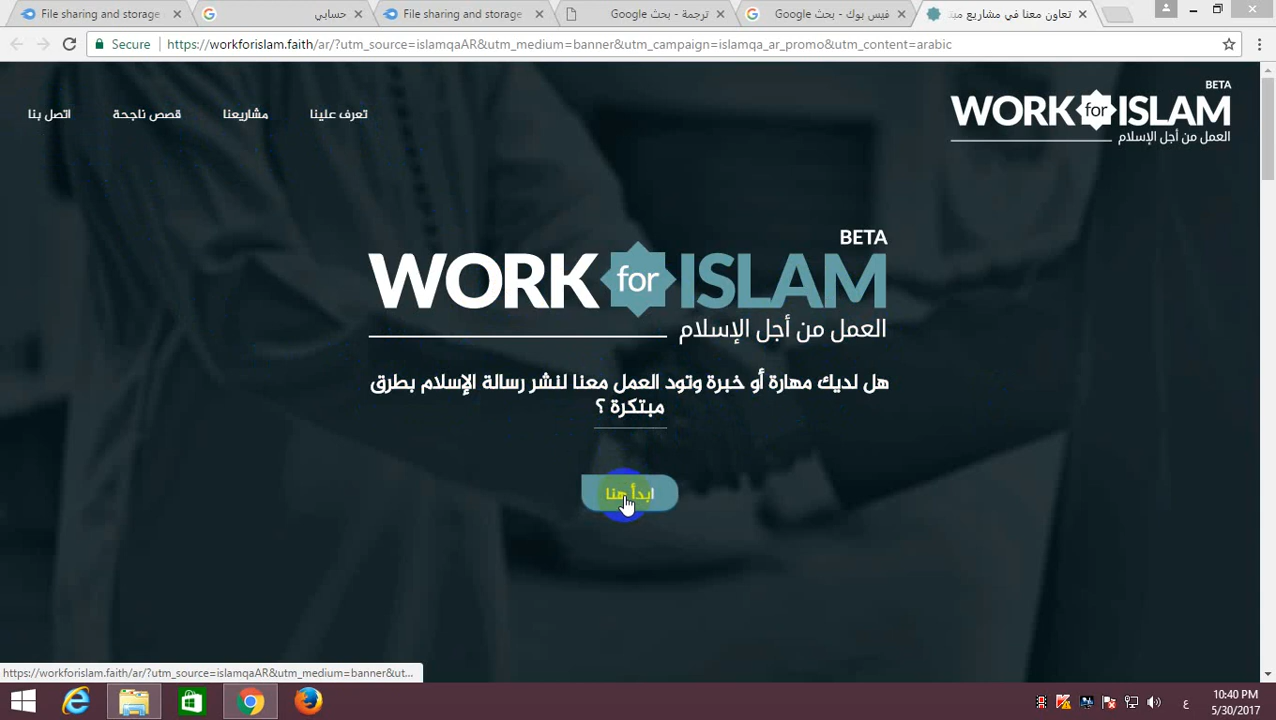 File sharing and storage
حسابي
File sharing and storage
ترجمة - بحث Google
فيس بوك - بحث Google
تعاون معنا في مشاريع
Secure
https://workforislam.faith/ar/?utm_source=islamqaAR&utm_medium=banner&utm_campaign=islamqa_ar_promo&utm_content=arabic
BETA
WORK for ISLAM
العمل من أجل الإسلام
تعرف علينا
مشاريعنا
قصص ناجحة
اتصل بنا
BETA
WORK for ISLAM
العمل من أجل الإسلام
هل لديك مهارة أو خبرة وتود العمل معنا لنشر رسالة الإسلام بطرق
مبتكرة ؟
ابدأ هنا
https://workforislam.faith/ar/?utm_source=islamqaAR&utm_medium=banner&ut...
ع
10:40 PM
5/30/2017